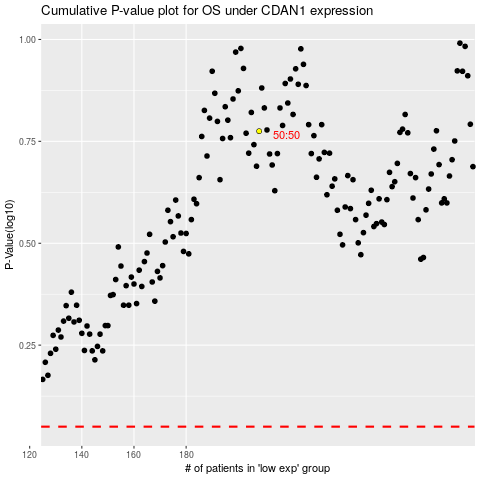 Cumulative P-value plot for OS under CDAN1 expression
P-Value(log10)
1.00
0.75
0.50
0.25
50:50
120 140 160 180
# of patients in 'low exp' group